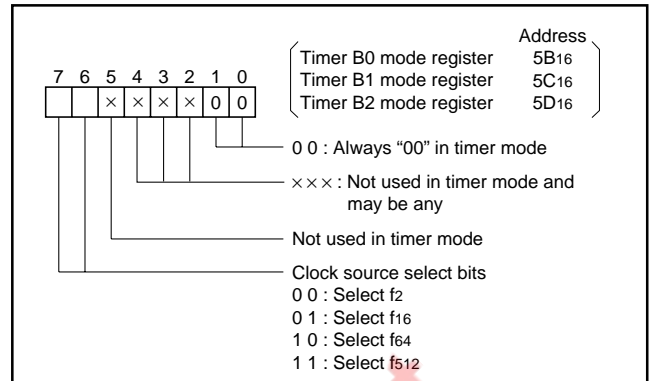 Address
Timer B0 mode register 5B16
Timer B1 mode register 5C16
Timer B2 mode register 5D16
7 6 5 4 3 2 1 0
× × × × 0 0
0 0 : Always “00” in timer mode
××× : Not used in timer mode and
may be any
Not used in timer mode
Clock source select bits
0 0 : Select f2
0 1 : Select f16
1 0 : Select f64
1 1 : Select f512